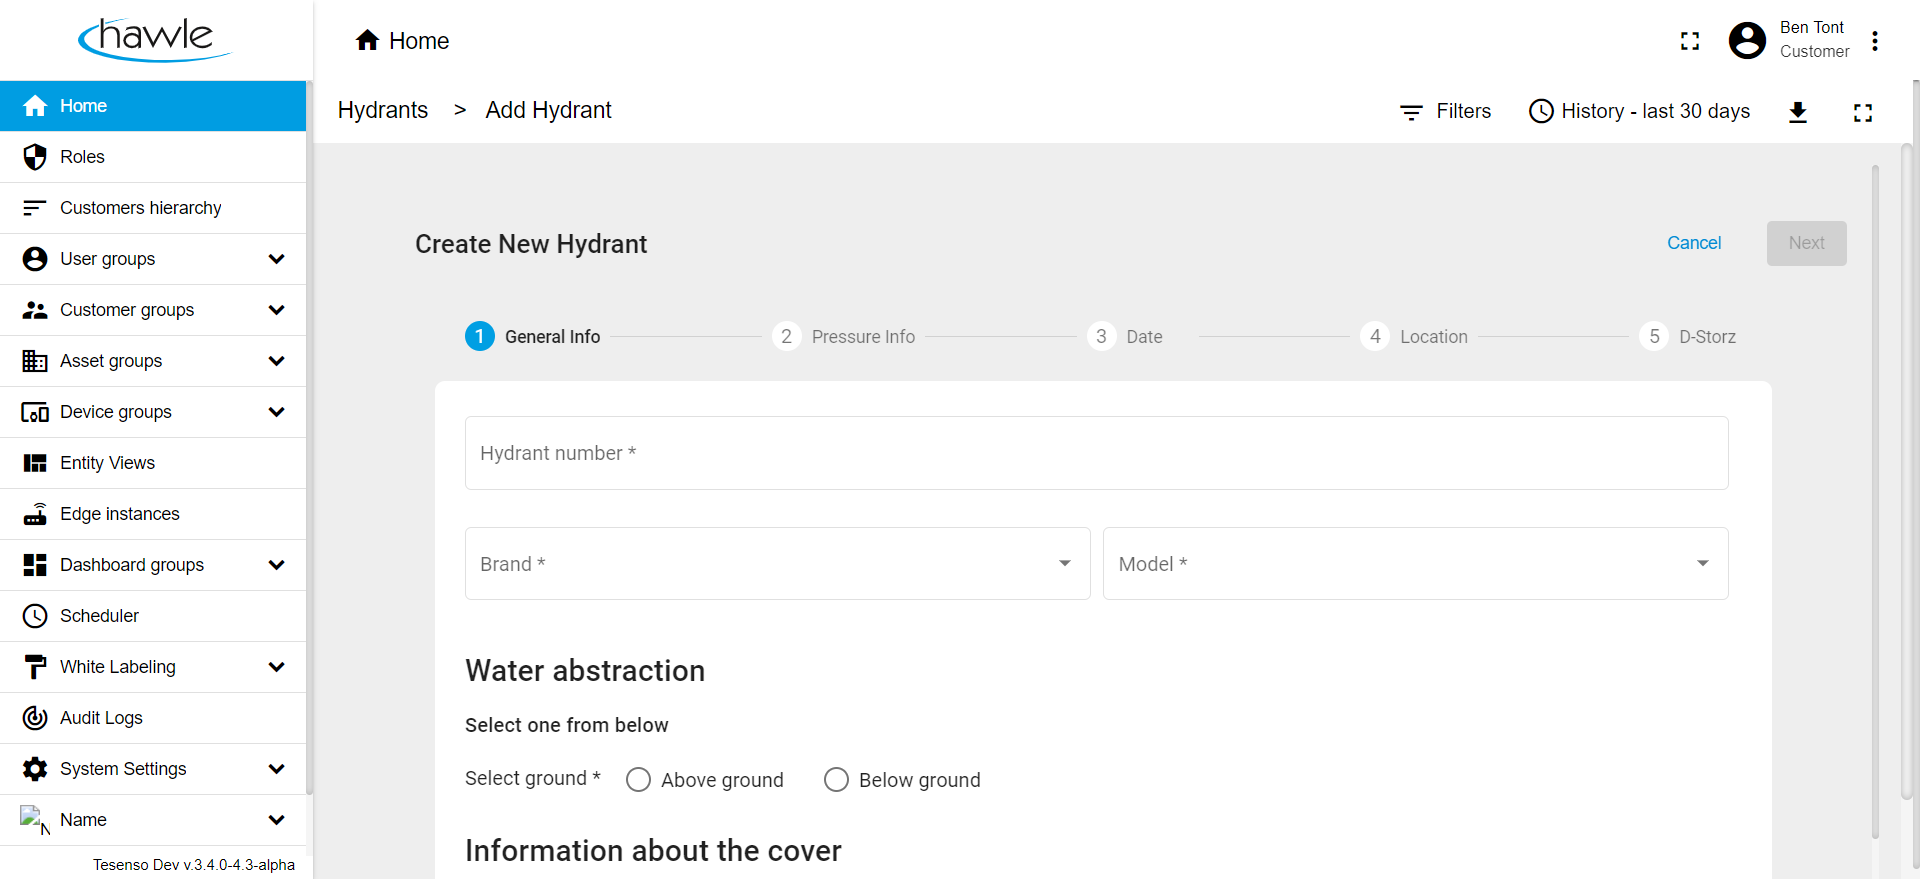 hawle
Home
Ben Tont
Customer
Hydrants > Add Hydrant
Filters
History - last 30 days
Home
Roles
Customers hierarchy
User groups
Customer groups
Asset groups
Device groups
Entity Views
Edge instances
Dashboard groups
Scheduler
White Labeling
Audit Logs
System Settings
N
Name
Tesenso Dev v.3.4.0-4.3-alpha
Create New Hydrant
Cancel
Next
1 General Info
2 Pressure Info
3 Date
4 Location
5 D-Storz
Hydrant number *
Brand *
Model *
Water abstraction
Select one from below
Select ground *
Above ground
Below ground
Information about the cover